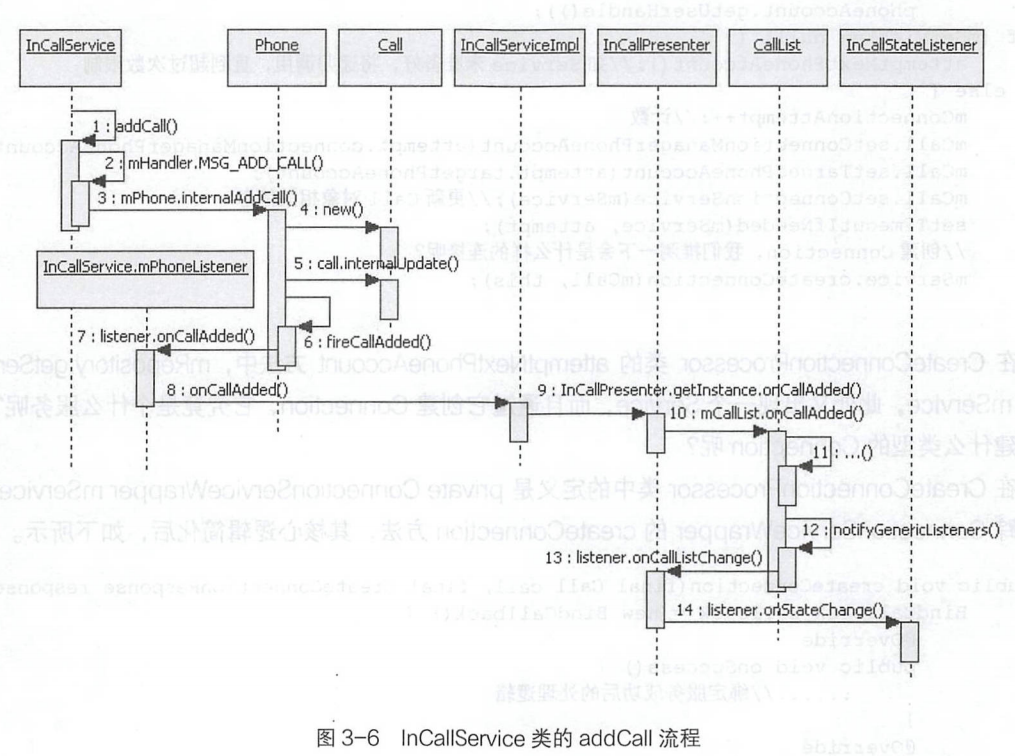 InCallService
Phone
Call
InCallServiceImpl
InCallPresenter
CallList
InCallStateListener
1 : addCall()
2 : mHandler.MSG_ADD_CALL()
3 : mPhone.internalAddCall()
4 : new()
InCallService.mPhoneListener
5 : call.internalUpdate()
6 : fireCallAdded()
7 : listener.onCallAdded()
8 : onCallAdded()
9 : InCallPresenter.getInstance.onCallAdded()
10 : mCallList.onCallAdded()
11 : ...()
12 : notifyGenericListeners()
13 : listener.onCallListChange()
14 : listener.onStateChange()
图 3-6 InCallService 类的 addCall 流程